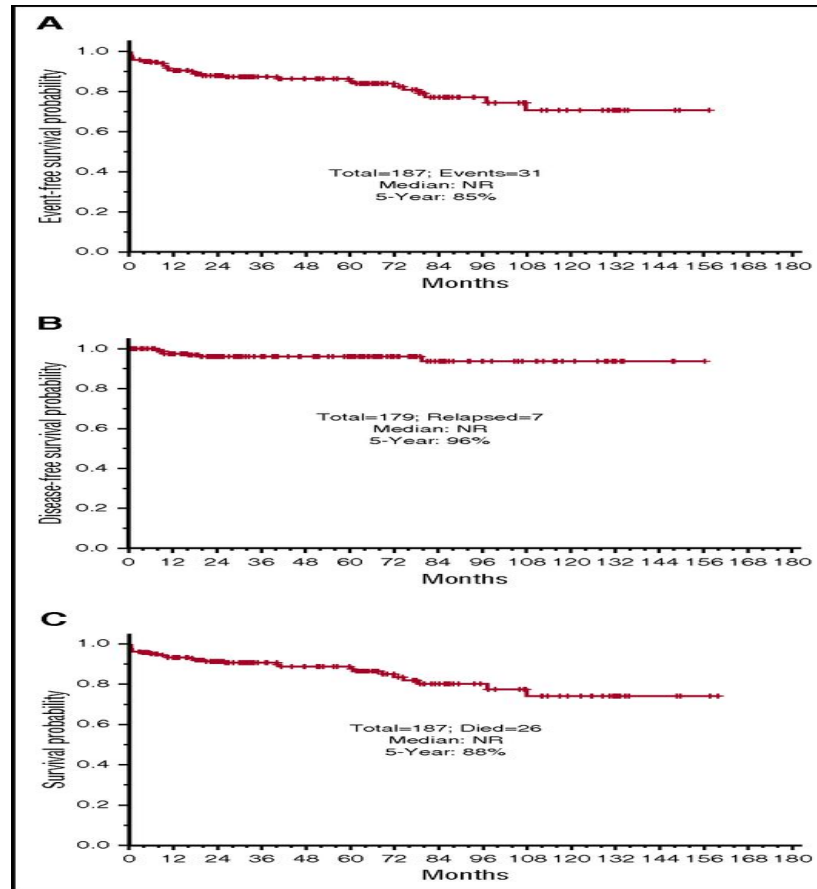 A
Event-free survival probability
1.0
0.8
0.6
0.4
0.2
0.0
Total=187; Events=31
Median: NR
5-Year: 85%
0 12 24 36 48 60 72 84 96 108 120 132 144 156 168 180
Months
B
Disease-free survival probability
1.0
0.8
0.6
0.4
0.2
0.0
Total=179; Relapsed=7
Median: NR
5-Year: 96%
0 12 24 36 48 60 72 84 96 108 120 132 144 156 168 180
Months
C
Survival probability
1.0
0.8
0.6
0.4
0.2
0.0
Total=187; Died=26
Median: NR
5-Year: 88%
0 12 24 36 48 60 72 84 96 108 120 132 144 156 168 180
Months